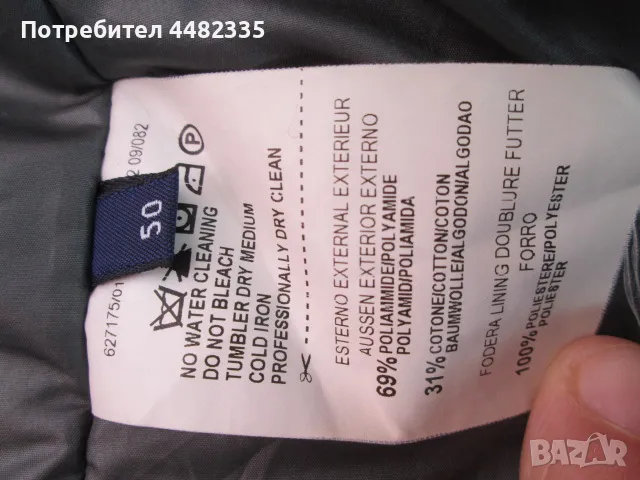 Потребител 4482335
627175/01
2 09/082
50
P
NO WATER CLEANING
DO NOT BLEACH
TUMBLER DRY MEDIUM
COLD IRON
PROFESSIONALLY DRY CLEAN
ESTERNO EXTERNAL EXTERIEUR
AUSSEN EXTERIOR EXTERNO
69% POLIAMMIDE/POLYAMIDE
POLYAMID/POLIAMIDA
31% COTONE/COTTON/COTON
BAUMWOLLE/ALGODON/ALGODAO
FODERA LINING DOUBLURE FUTTER
FORRO
100% POLIESTERE/POLYESTER
BAZAR